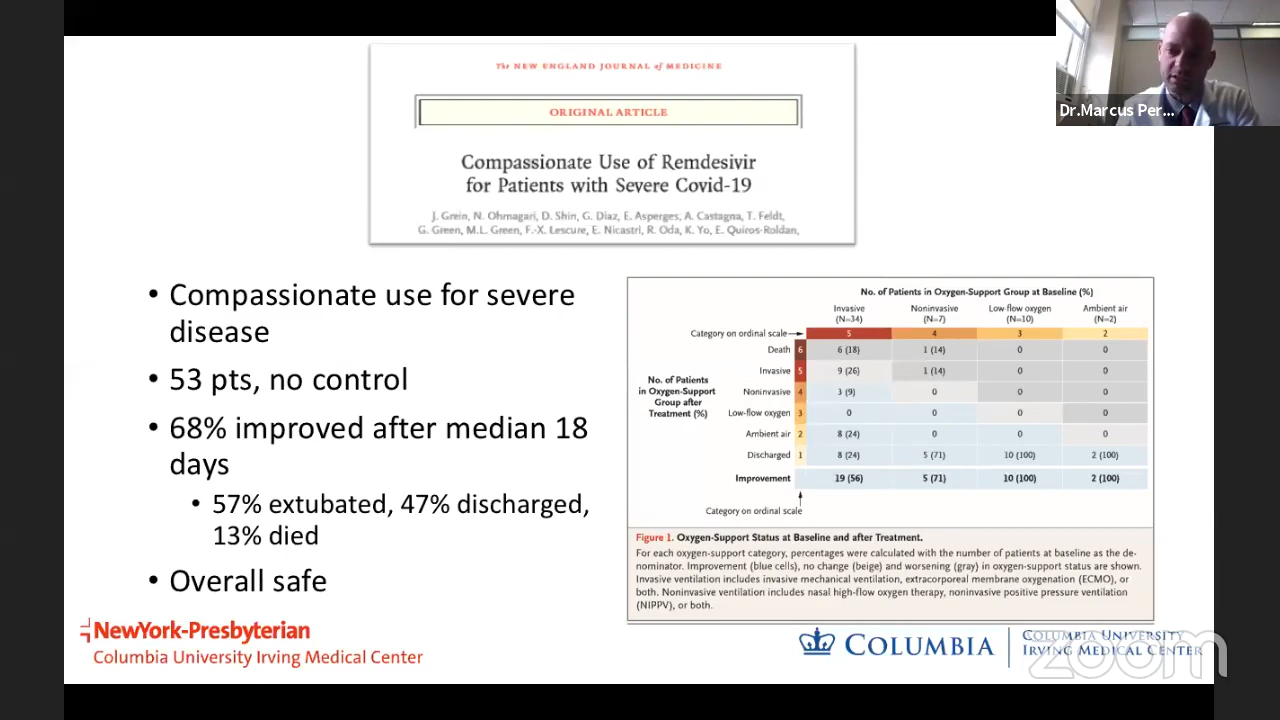 The NEW ENGLAND JOURNAL of MEDICINE
ORIGINAL ARTICLE
Compassionate Use of Remdesivir
for Patients with Severe Covid-19
J. Grein, N. Ohmagari, D. Shin, G. Diaz, E. Asperges, A. Castagna, T. Feldt,
G. Green, M.L. Green, F.-X. Lescure, E. Nicastri, R. Oda, K. Yo, E. Quiros-Roldan,
Dr.Marcus Per...
• Compassionate use for severe
disease
• 53 pts, no control
• 68% improved after median 18
days
• 57% extubated, 47% discharged,
13% died
• Overall safe
No. of Patients in Oxygen-Support Group at Baseline (%)
Invasive Noninvasive Low-flow oxygen Ambient air
(N=34) (N=7) (N=10) (N=2)
Category on ordinal scale 5 4 3 2
Death 6 6 (18) 1 (14) 0 0
Invasive 5 9 (26) 1 (14) 0 0
Noninvasive 4 3 (9) 0 0 0
Low-flow oxygen 3 0 0 0 0
Ambient air 2 8 (24) 0 0 0
Discharged 1 8 (24) 5 (71) 10 (100) 2 (100)
Improvement 19 (56) 5 (71) 10 (100) 2 (100)
No. of Patients
in Oxygen-Support
Group after
Treatment (%)
Category on ordinal scale
Figure 1. Oxygen-Support Status at Baseline and after Treatment.
For each oxygen-support category, percentages were calculated with the number of patients at baseline as the de-
nominator. Improvement (blue cells), no change (beige) and worsening (gray) in oxygen-support status are shown.
Invasive ventilation includes invasive mechanical ventilation, extracorporeal membrane oxygenation (ECMO), or
both. Noninvasive ventilation includes nasal high-flow oxygen therapy, noninvasive positive pressure ventilation
(NIPPV), or both.
NewYork-Presbyterian
Columbia University Irving Medical Center
COLUMBIA
COLUMBIA UNIVERSITY
IRVING MEDICAL CENTER
zoom